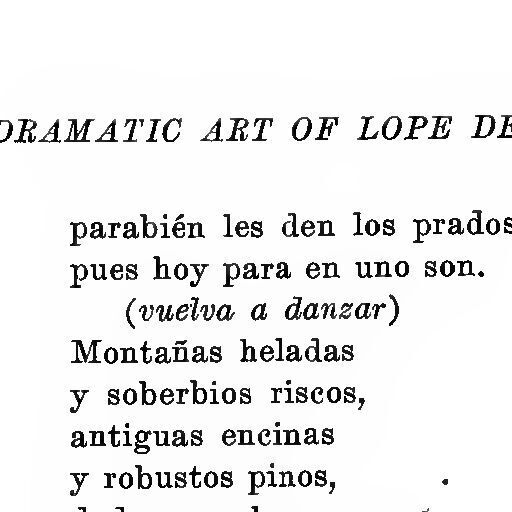 DRAMATIC ART OF LOPE DE
parabién les den los prados
pues hoy para en uno son.
(vuelva a danzar)
Montañas heladas
y soberbios riscos,
antiguas encinas
y robustos pinos,